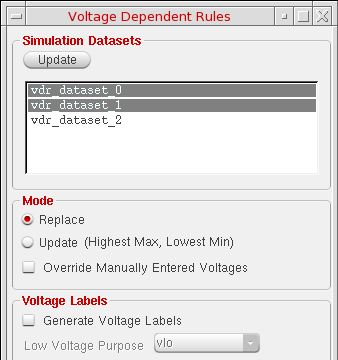 Voltage Dependent Rules
Simulation Datasets
Update
vdr_dataset_0
vdr_dataset_1
vdr_dataset_2
Mode
Replace
Update (Highest Max, Lowest Min)
Override Manually Entered Voltages
Voltage Labels
Generate Voltage Labels
Low Voltage Purpose vlo